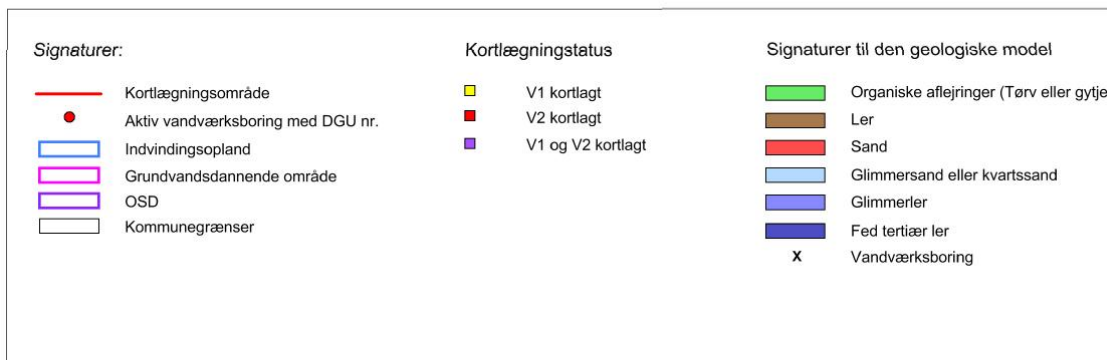 Signaturer:
Kortlægningsområde
Aktiv vandværksboring med DGU nr.
Indvindingsopland
Grundvandsdannende område
OSD
Kommunegrænser
Kortlægningstatus
V1 kortlagt
V2 kortlagt
V1 og V2 kortlagt
Signaturer til den geologiske model
Organiske aflejringer (Tørv eller gytje
Ler
Sand
Glimmersand eller kvartssand
Glimmerler
Fed tertiær ler
X Vandværksboring